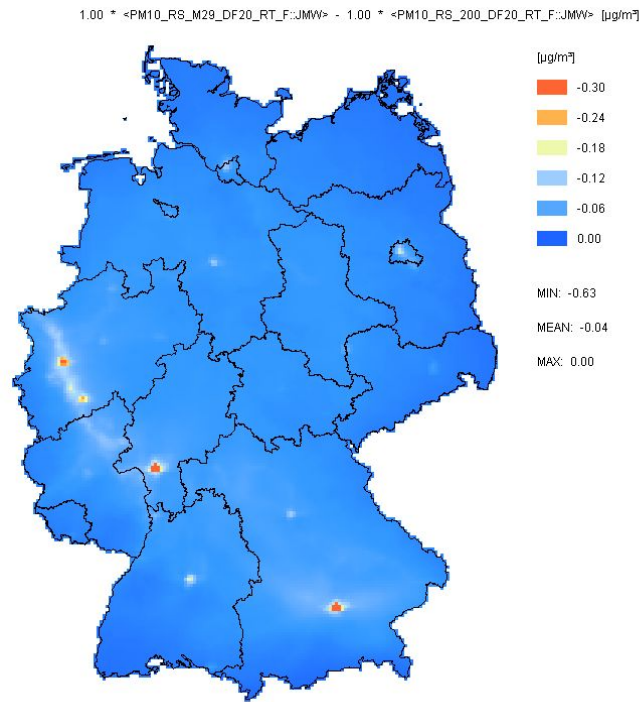 1.00 * <PM10_RS_M29_DF20_RT_F::JMW> - 1.00 * <PM10_RS_200_DF20_RT_F::JMW> [µg/m³]
[µg/m³]
-0.30
-0.24
-0.18
-0.12
-0.06
0.00
MIN: -0.63
MEAN: -0.04
MAX: 0.00